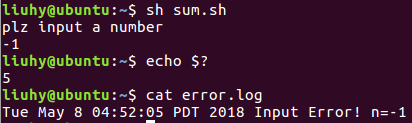 liuhy@ubuntu:~$ sh sum.sh
plz input a number
-1
liuhy@ubuntu:~$ echo $?
5
liuhy@ubuntu:~$ cat error.log
Tue May 8 04:52:05 PDT 2018 Input Error! n=-1